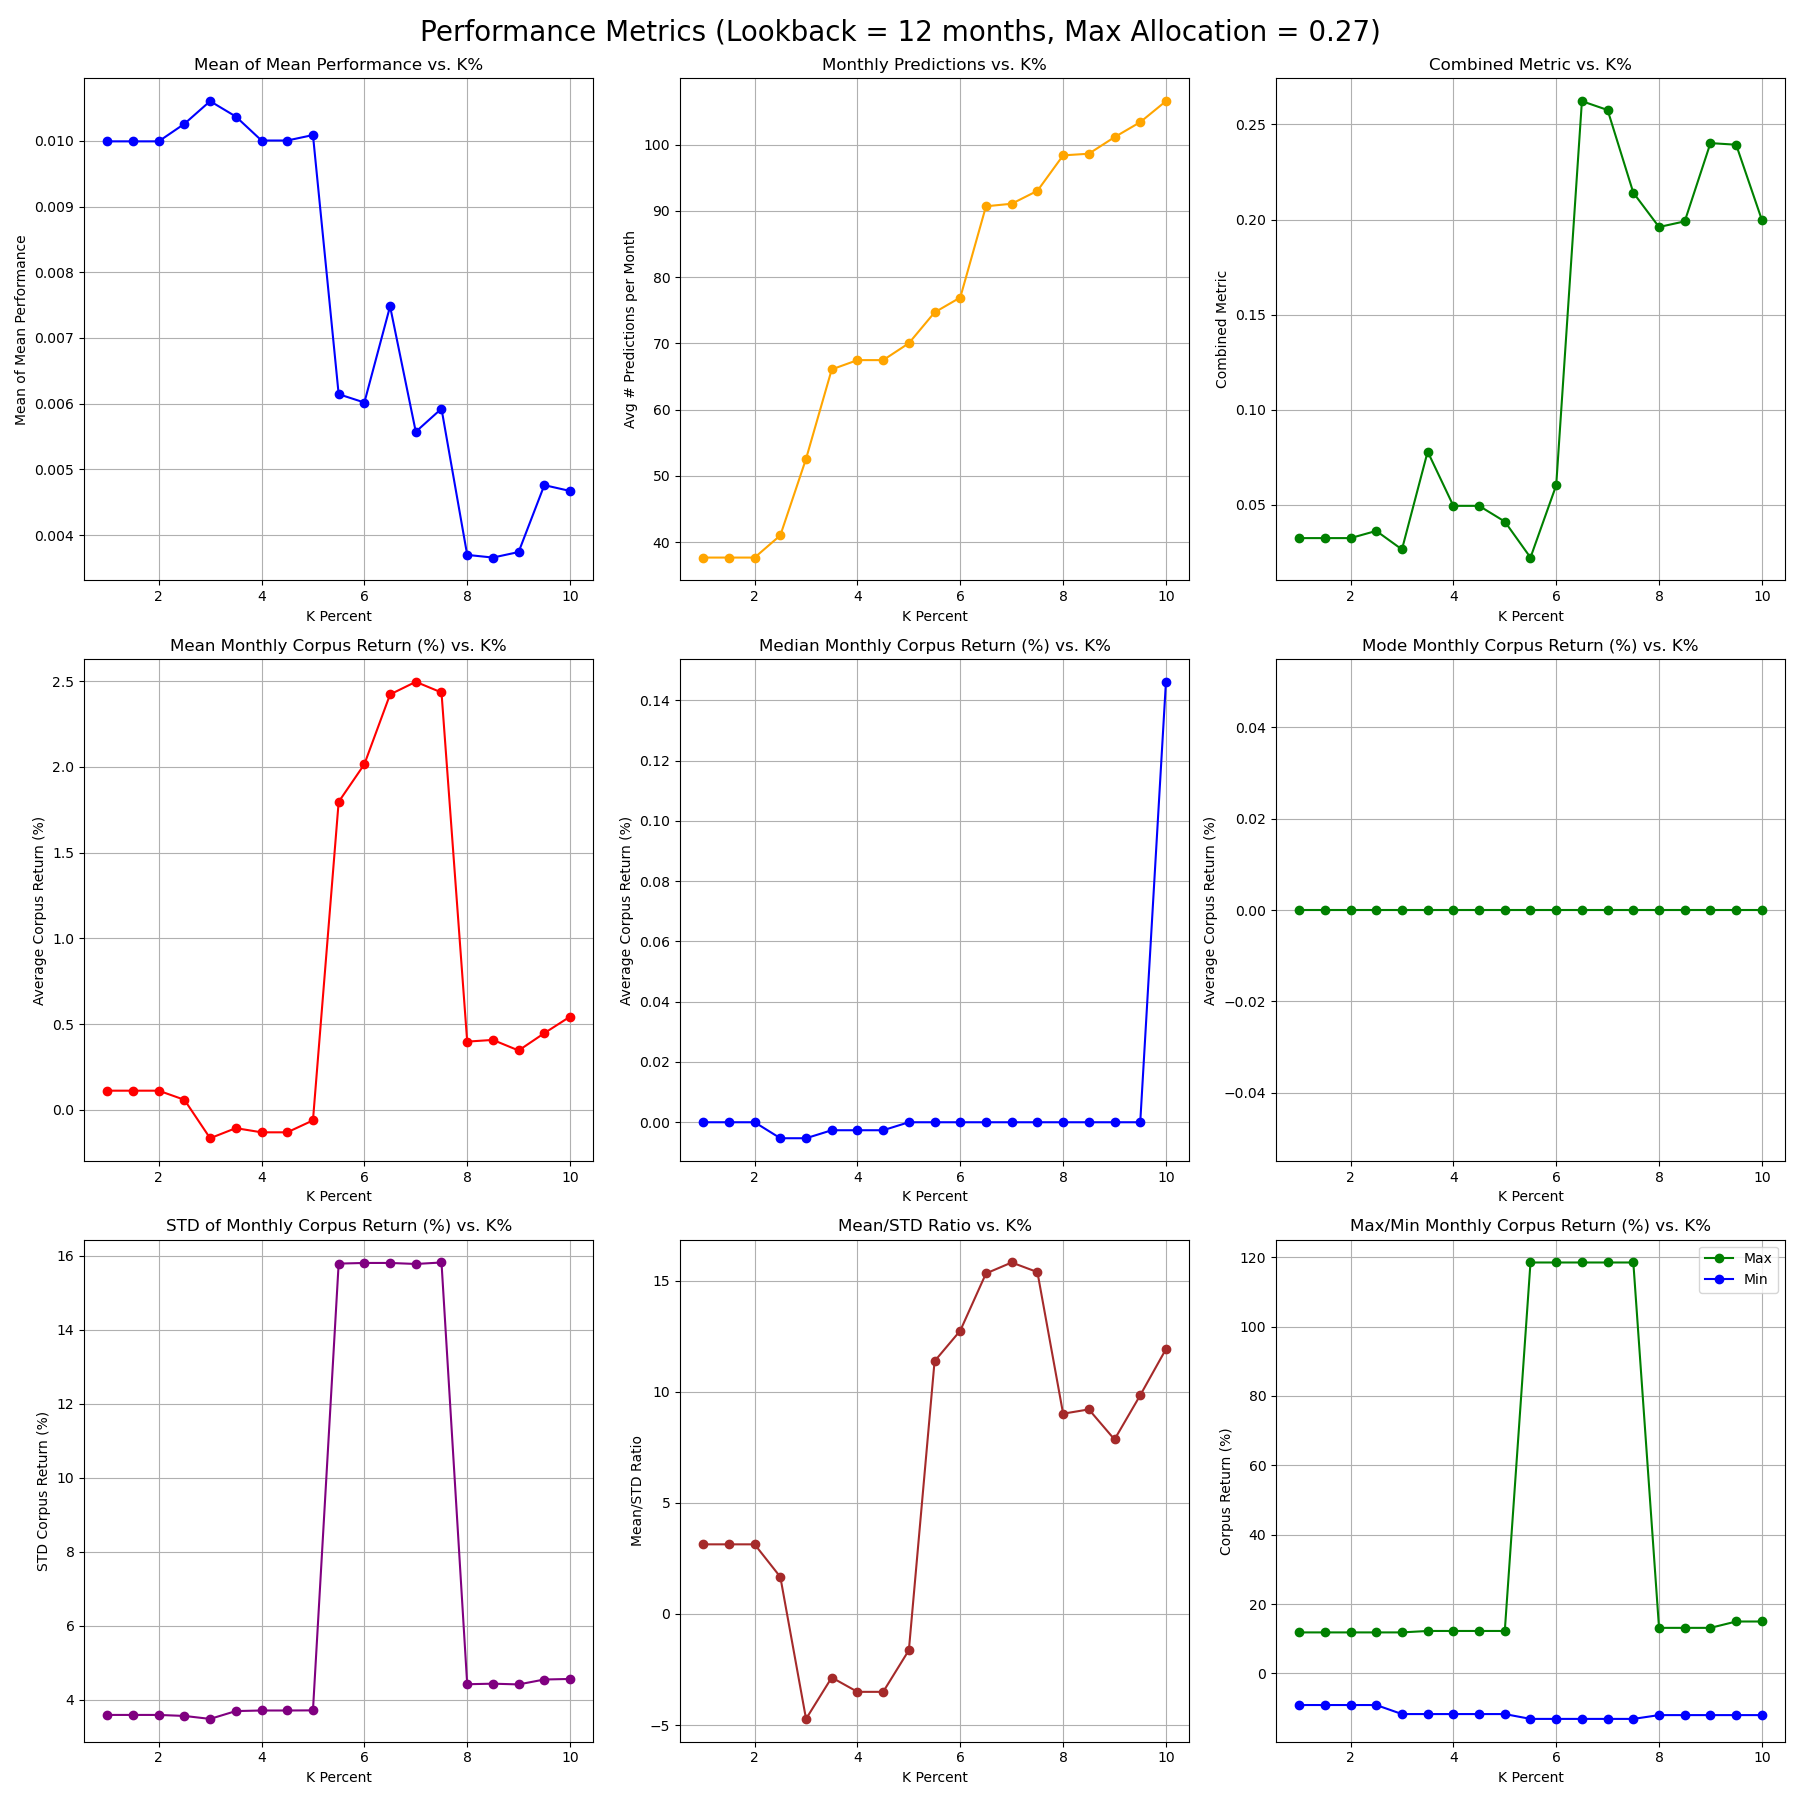 Performance Metrics (Lookback = 12 months, Max Allocation = 0.27)
Mean of Mean Performance vs. K%
Mean of Mean Performance
0.010
0.009
0.008
0.007
0.006
0.005
0.004
2 4 6 8 10
K Percent
Monthly Predictions vs. K%
Avg # Predictions per Month
100
90
80
70
60
50
40
2 4 6 8 10
K Percent
Combined Metric vs. K%
Combined Metric
0.25
0.20
0.15
0.10
0.05
2 4 6 8 10
K Percent
Mean Monthly Corpus Return (%) vs. K%
Average Corpus Return (%)
2.5
2.0
1.5
1.0
0.5
0.0
2 4 6 8 10
K Percent
Median Monthly Corpus Return (%) vs. K%
Average Corpus Return (%)
0.14
0.12
0.10
0.08
0.06
0.04
0.02
0.00
2 4 6 8 10
K Percent
Mode Monthly Corpus Return (%) vs. K%
Average Corpus Return (%)
0.04
0.02
0.00
−0.02
−0.04
2 4 6 8 10
K Percent
STD of Monthly Corpus Return (%) vs. K%
STD Corpus Return (%)
16
14
12
10
8
6
4
2 4 6 8 10
K Percent
Mean/STD Ratio vs. K%
Mean/STD Ratio
15
10
5
0
−5
2 4 6 8 10
K Percent
Max/Min Monthly Corpus Return (%) vs. K%
Corpus Return (%)
120
100
80
60
40
20
0
Max
Min
2 4 6 8 10
K Percent